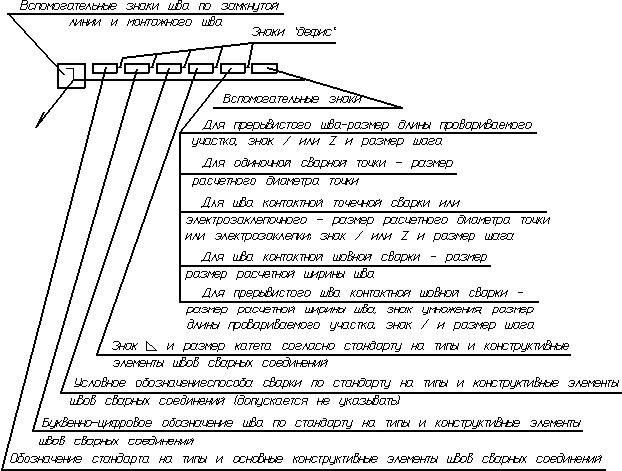 Вспомогательные знаки шва по замкнутой
линии и монтажного шва
Знаки "дефис"
Вспомогательные знаки
Для прерывистого шва-размер длины провариваемого
участка, знак / или Z и размер шага
Для одиночной сварной точки - размер
расчетного диаметра точки
Для шва контактной точечной сварки или
электрозаклепочного - размер расчетного диаметра точки
или электрозаклепки: знак / или Z и размер шага
Для шва контактной шовной сварки - размер
размер расчетной ширины шва
Для прерывистого шва контактной шовной сварки -
размер расчетной ширины шва, знак умножения, размер
длины провариваемого участка, знак / и размер шага
Знак ◺ и размер катета согласно стандарту на типы и конструктивные
элементы швов сварных соединений
Условное обозначениеспособа сварки по стандарту на типы и конструктивные элементы
швов сварных соединений (допускается не указывать)
Буквенно-цифровое обозначение шва по стандарту на типы и конструктивные элементы
швов сварных соединений
Обозначение стандарта на типы и основные конструктивные элементы швов сварных соединений